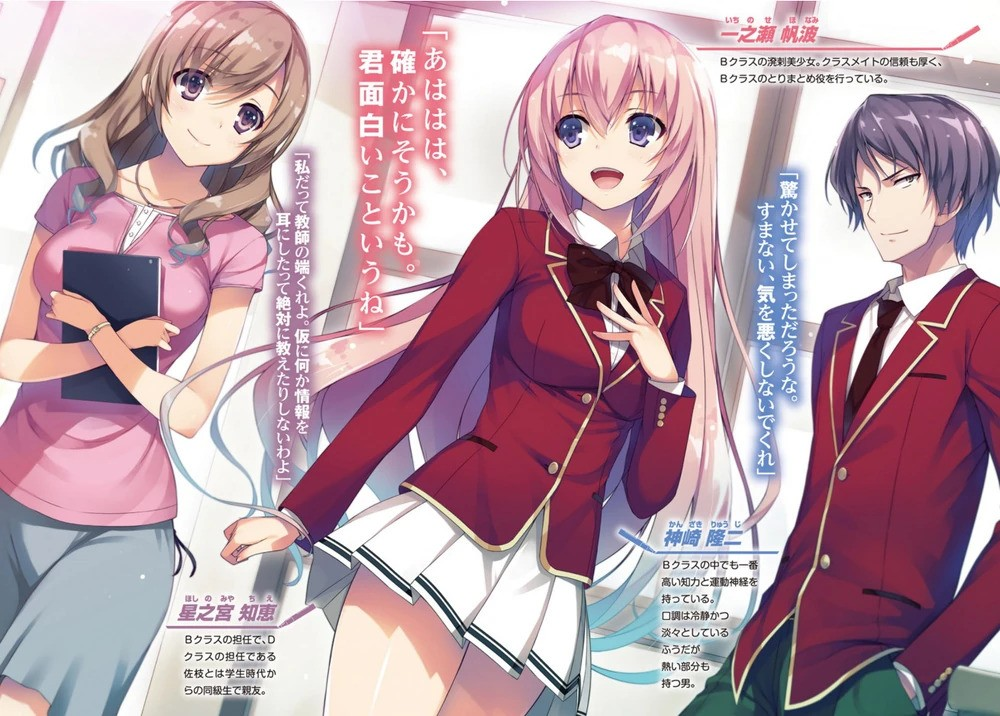 いちのせ ほなみ
一之瀬 帆波
Bクラスの溌剌美少女。クラスメイトの信頼も厚く、
Bクラスのとりまとめ役を行っている。
「驚かせてしまっただろうな。
すまない、気を悪くしないでくれ」
「あははは、
確かにそうかも。
君面白いこというね」
「私だって教師の端くれよ。仮に何か情報を
耳にしたって絶対に教えたりしないわよ」
かんざき りゅうじ
神崎 隆二
Bクラスの中でも一番
高い知力と運動神経を
持っている。
口調は冷静かつ
淡々としている
ふうだが
熱い部分も
持つ男。
ほしのみや ちえ
星之宮 知恵
Bクラスの担任で、D
クラスの担任である
佐枝とは学生時代か
らの同級生で親友。